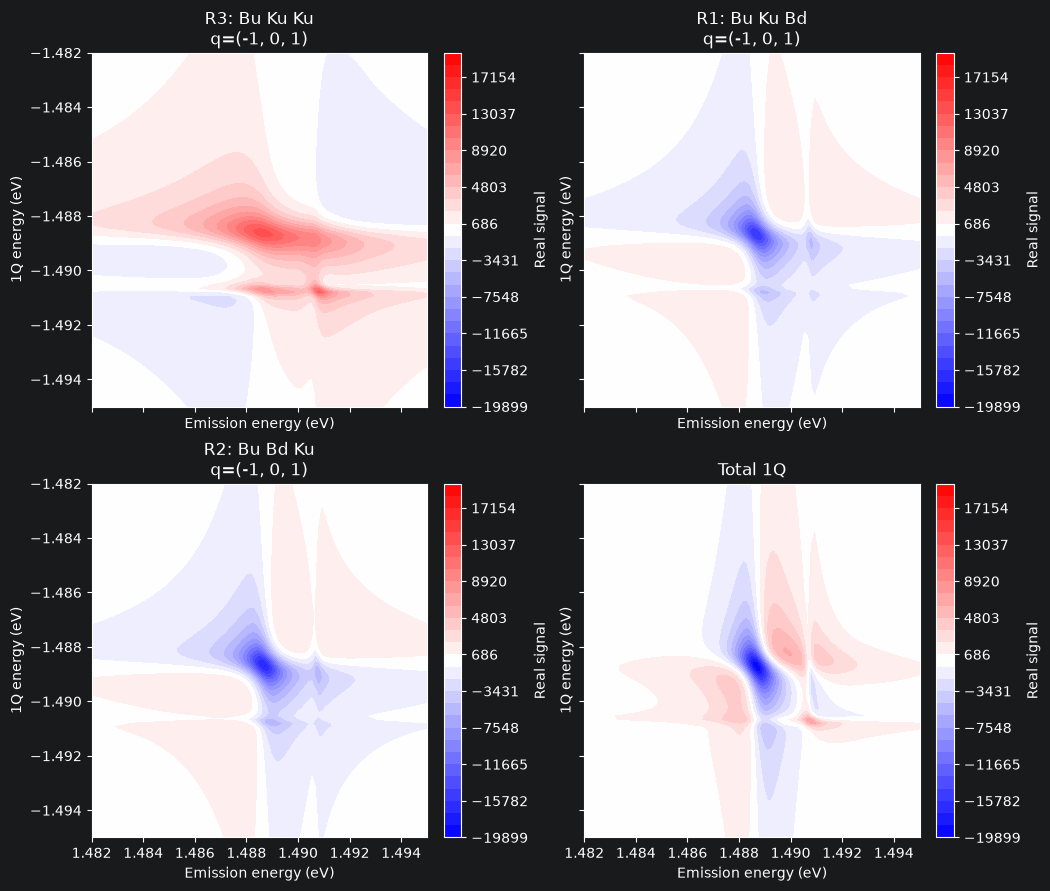 R3: Bu Ku Ku
q=(-1, 0, 1)
−1.482
−1.484
−1.486
−1.488
−1.490
−1.492
−1.494
1Q energy (eV)
Emission energy (eV)
17154
13037
8920
4803
686
−3431
−7548
−11665
−15782
−19899
Real signal
R1: Bu Ku Bd
q=(-1, 0, 1)
1Q energy (eV)
Emission energy (eV)
17154
13037
8920
4803
686
−3431
−7548
−11665
−15782
−19899
Real signal
R2: Bu Bd Ku
q=(-1, 0, 1)
−1.482
−1.484
−1.486
−1.488
−1.490
−1.492
−1.494
1Q energy (eV)
1.482 1.484 1.486 1.488 1.490 1.492 1.494
Emission energy (eV)
17154
13037
8920
4803
686
−3431
−7548
−11665
−15782
−19899
Real signal
Total 1Q
1Q energy (eV)
1.482 1.484 1.486 1.488 1.490 1.492 1.494
Emission energy (eV)
17154
13037
8920
4803
686
−3431
−7548
−11665
−15782
−19899
Real signal